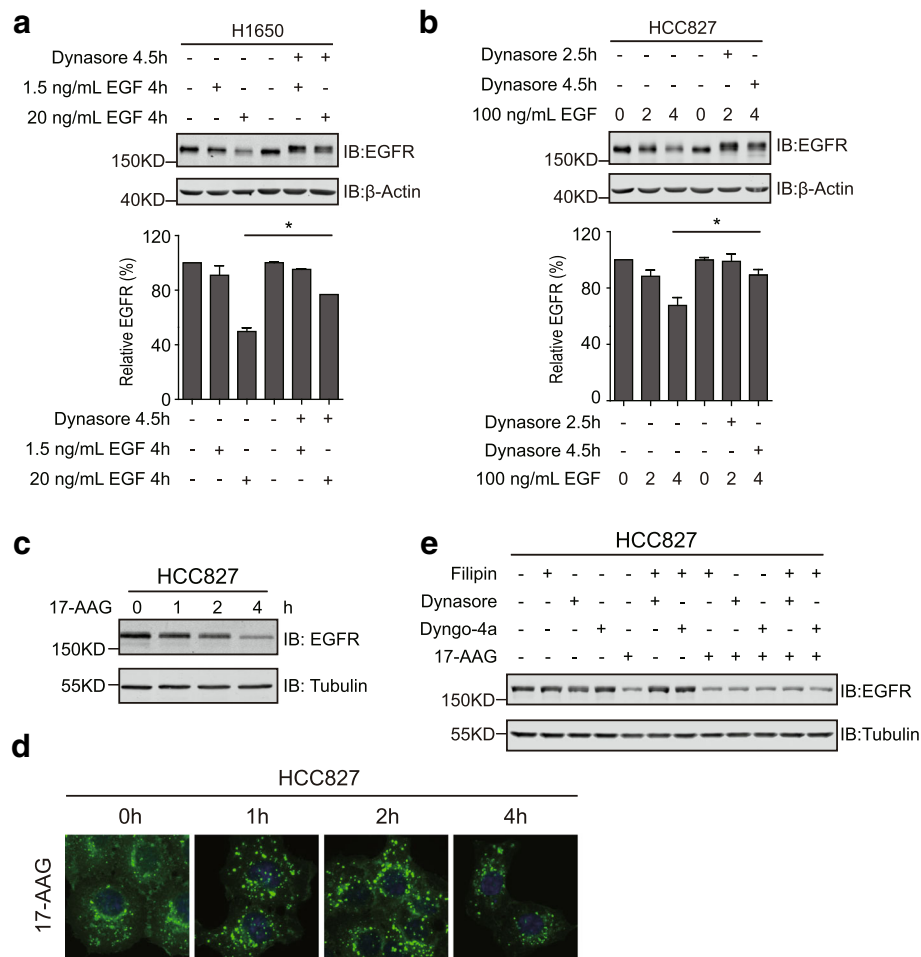 a
H1650
Dynasore 4.5h - - - - + +
1.5 ng/mL EGF 4h - + - - + -
20 ng/mL EGF 4h - - + - - +
IB:EGFR
150KD
IB:β-Actin
40KD
*
Relative EGFR (%)
120
80
40
0
Dynasore 4.5h - - - - + +
1.5 ng/mL EGF 4h - + - - + -
20 ng/mL EGF 4h - - + - - +
b
HCC827
Dynasore 2.5h - - - - + -
Dynasore 4.5h - - - - - +
100 ng/mL EGF 0 2 4 0 2 4
IB:EGFR
150KD
IB:β-Actin
40KD
*
Relative EGFR (%)
120
80
40
0
Dynasore 2.5h - - - - + -
Dynasore 4.5h - - - - - +
100 ng/mL EGF 0 2 4 0 2 4
c
HCC827
17-AAG 0 1 2 4 h
IB: EGFR
150KD
55KD
IB: Tubulin
e
HCC827
Filipin - + - - - + + + - - + +
Dynasore - - + - - + - - + - + -
Dyngo-4a - - - + - - + - - + - +
17-AAG - - - - + - - + + + + +
IB:EGFR
150KD
55KD
IB:Tubulin
d
HCC827
0h 1h 2h 4h
17-AAG